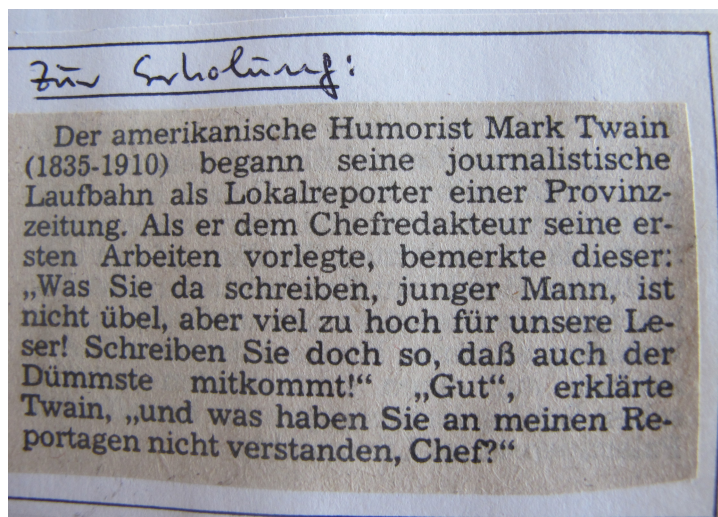 Zur Erholung:
Der amerikanische Humorist Mark Twain
(1835-1910) begann seine journalistische
Laufbahn als Lokalreporter einer Provinz-
zeitung. Als er dem Chefredakteur seine er-
sten Arbeiten vorlegte, bemerkte dieser:
„Was Sie da schreiben, junger Mann, ist
nicht übel, aber viel zu hoch für unsere Le-
ser! Schreiben Sie doch so, daß auch der
Dümmste mitkommt!“ „Gut“, erklärte
Twain, „und was haben Sie an meinen Re-
portagen nicht verstanden, Chef?“